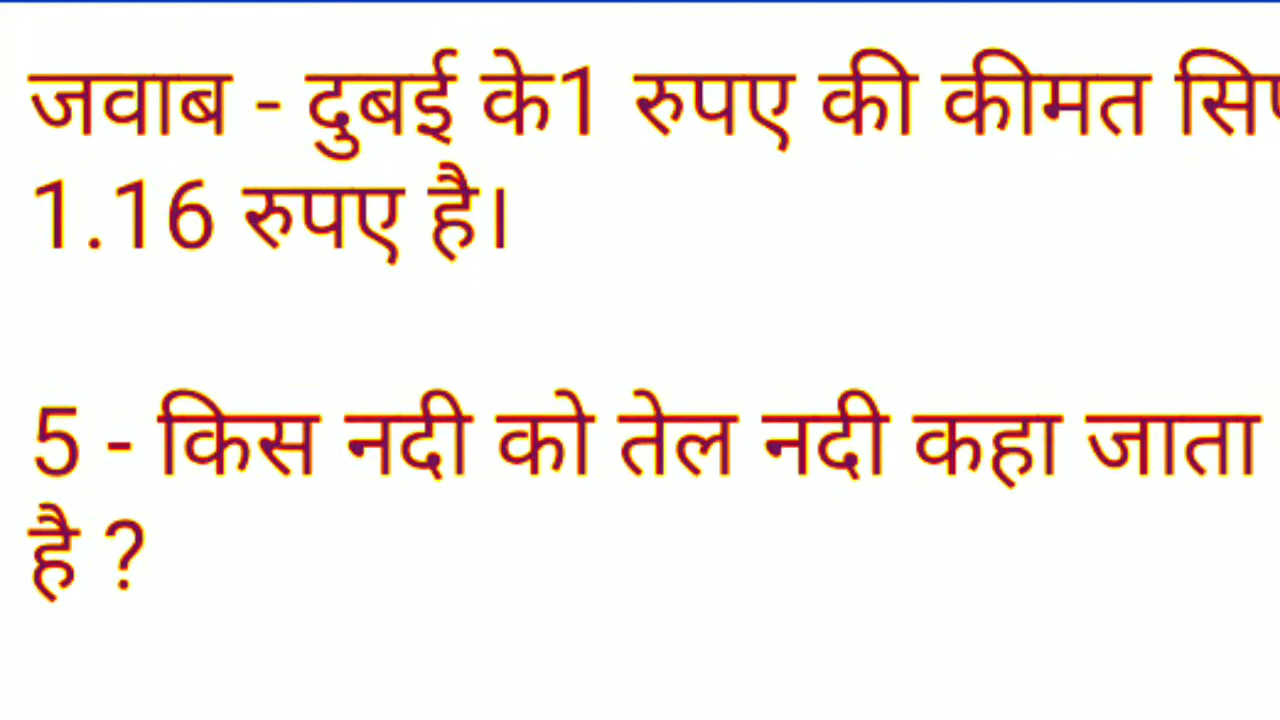 जवाब - दुबई के1 रुपए की कीमत
1.16 रुपए है।
5 - किस नदी को तेल नदी कहा जाता
है ?